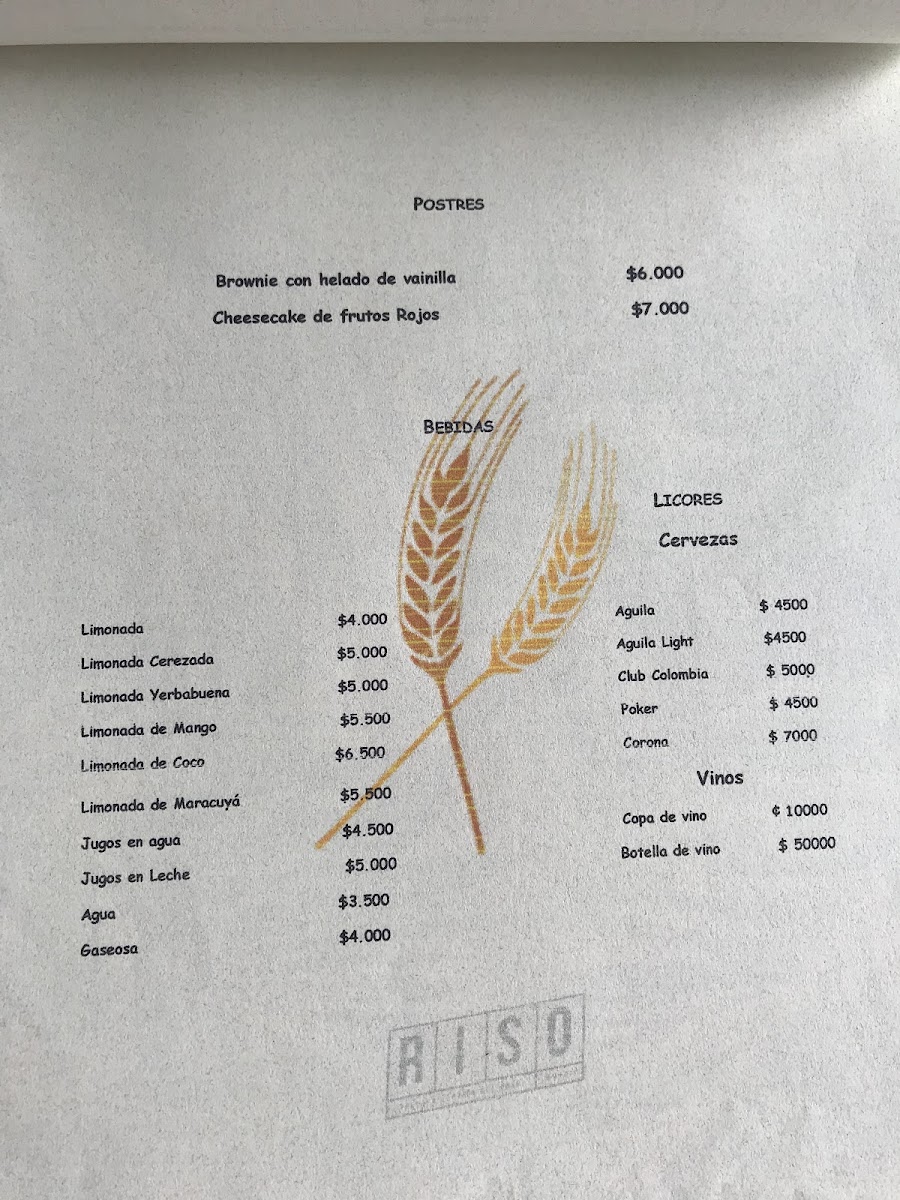 POSTRES
Brownie con helado de vainilla $6.000
Cheesecake de frutos Rojos $7.000
BEBIDAS
Limonada $4.000
Limonada Cerezada $5.000
Limonada Yerbabuena $5.000
Limonada de Mango $5.500
Limonada de Coco $6.500
Limonada de Maracuyá $5.500
Jugos en agua $4.500
Jugos en Leche $5.000
Agua $3.500
Gaseosa $4.000
LICORES
Cervezas
Aguila $ 4500
Aguila Light $4500
Club Colombia $ 5000
Poker $ 4500
Corona $ 7000
Vinos
Copa de vino ¢ 10000
Botella de vino $ 50000
RISO